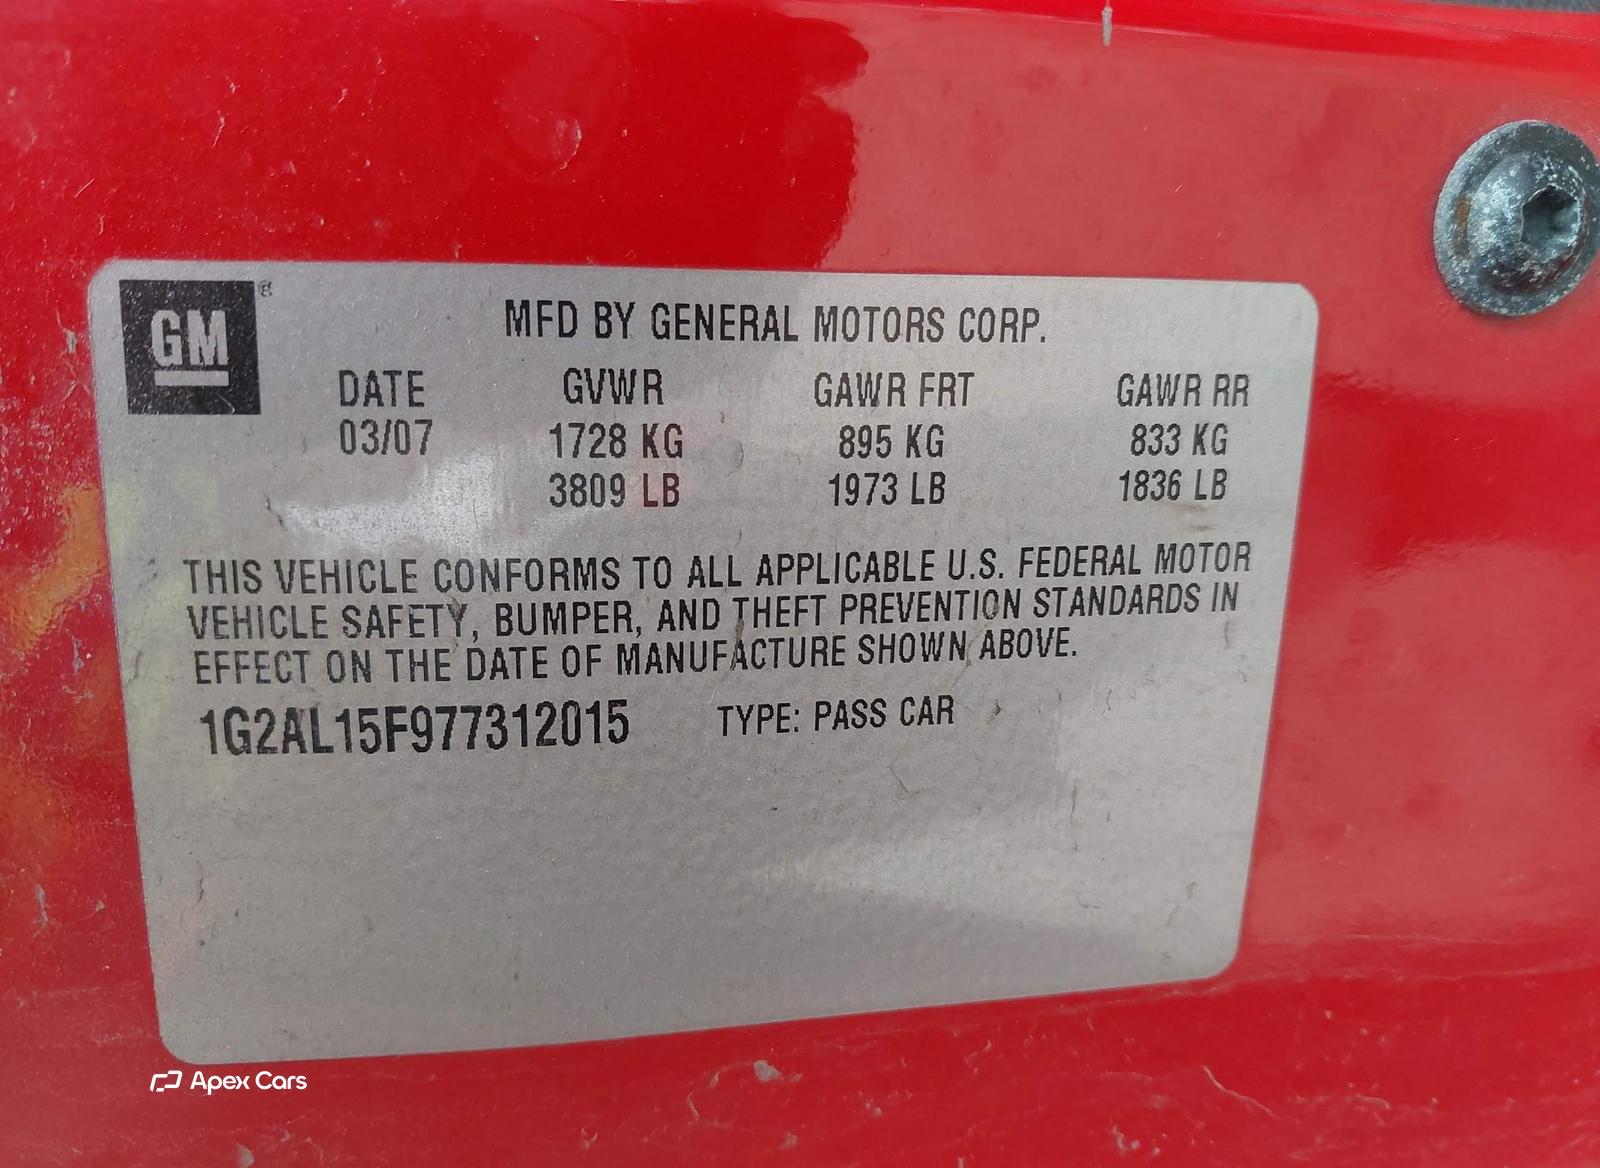 GM
MFD BY GENERAL MOTORS CORP.
DATE GVWR GAWR FRT GAWR RR
03/07 1728 KG 895 KG 833 KG
3809 LB 1973 LB 1836 LB
THIS VEHICLE CONFORMS TO ALL APPLICABLE U.S. FEDERAL MOTOR
VEHICLE SAFETY, BUMPER, AND THEFT PREVENTION STANDARDS IN
EFFECT ON THE DATE OF MANUFACTURE SHOWN ABOVE.
1G2AL15F977312015 TYPE: PASS CAR
Apex Cars